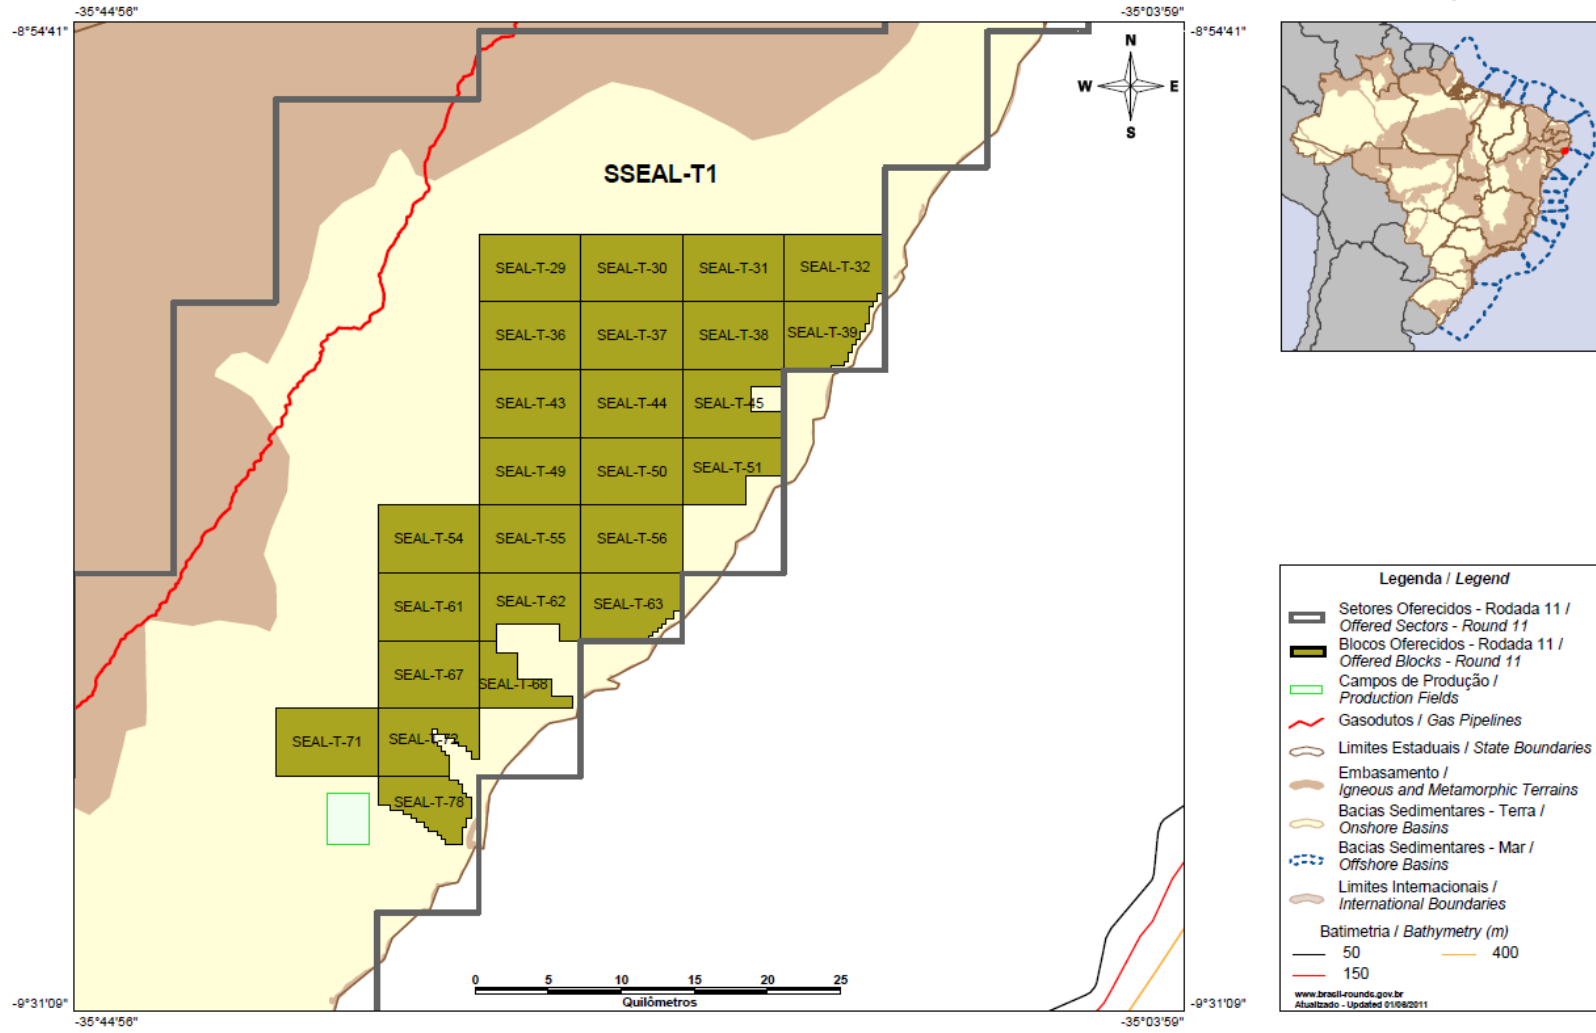 -35°44'56"
-35°03'59"
-8°54'41"
-8°54'41"
N
W
E
S
SSEAL-T1
SEAL-T-29
SEAL-T-30
SEAL-T-31
SEAL-T-32
SEAL-T-36
SEAL-T-37
SEAL-T-38
SEAL-T-39
SEAL-T-43
SEAL-T-44
SEAL-T-45
SEAL-T-49
SEAL-T-50
SEAL-T-51
SEAL-T-54
SEAL-T-55
SEAL-T-56
SEAL-T-61
SEAL-T-62
SEAL-T-63
SEAL-T-67
SEAL-T-68
SEAL-T-71
SEAL-T-72
SEAL-T-78
0 5 10 15 20 25
Quilômetros
-9°31'09"
-9°31'09"
-35°44'56"
-35°03'59"
Legenda / Legend
Setores Oferecidos - Rodada 11 /
Offered Sectors - Round 11
Blocos Oferecidos - Rodada 11 /
Offered Blocks - Round 11
Campos de Produção /
Production Fields
Gasodutos / Gas Pipelines
Limites Estaduais / State Boundaries
Embasamento /
Igneous and Metamorphic Terrains
Bacias Sedimentares - Terra /
Onshore Basins
Bacias Sedimentares - Mar /
Offshore Basins
Limites Internacionais /
International Boundaries
Batimetria / Bathymetry (m)
50
400
150
www.brasil-rounds.gov.br
Atualizado - Updated 01/06/2011